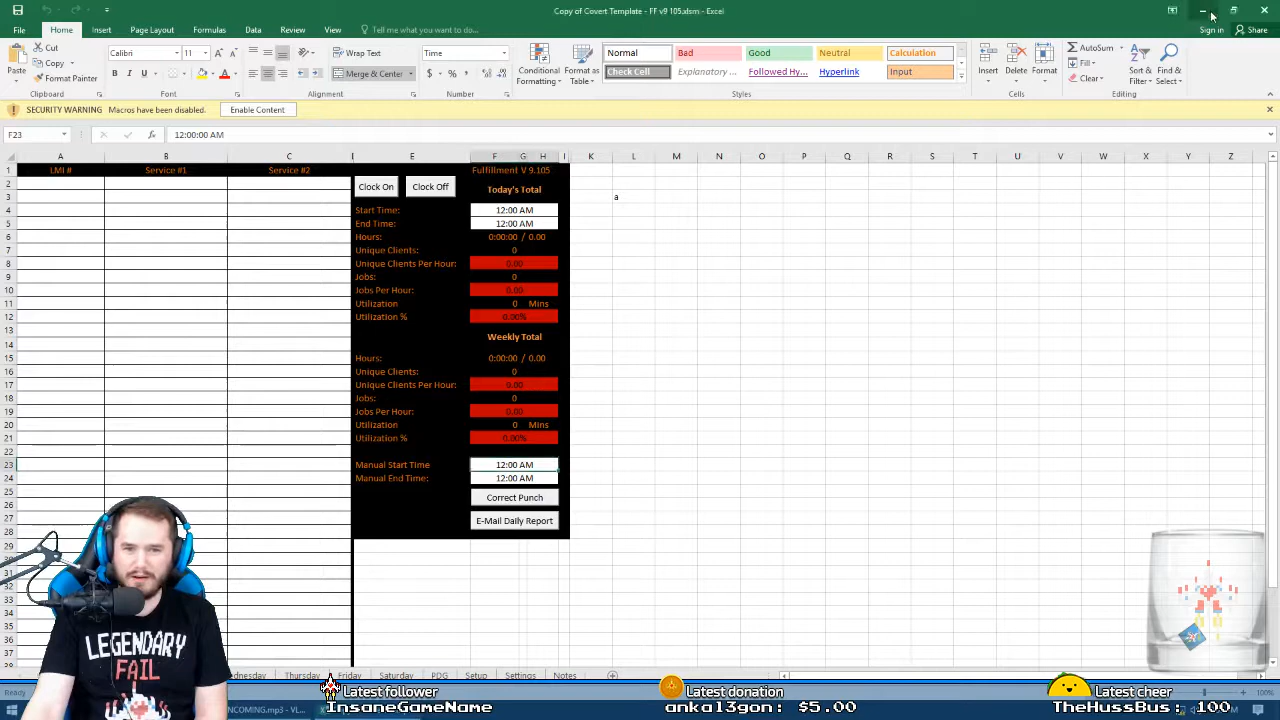 Copy of Covert Template - FF v9 105.xlsm - Excel
Sign in
Share
File Home Insert Page Layout Formulas Data Review View Tell me what you want to do...
Paste
Cut
Copy
Format Painter
Clipboard
Calibri 11
Font
Wrap Text
Merge & Center
Alignment
Time
Number
Conditional Formatting
Format as Table
Normal Bad Good Neutral Calculation
Check Cell Explanatory ... Followed Hy... Hyperlink Input
Styles
Insert Delete Format
Cells
AutoSum
Fill
Clear
Sort & Filter
Find & Select
Editing
SECURITY WARNING Macros have been disabled. Enable Content
F23 12:00:00 AM
A B C E F G H I K L M N O P Q R S T U V W X Y Z
LMI # Service #1 Service #2 Fulfillment V 9.105
Clock On Clock Off Today's Total
a
Start Time: 12:00 AM
End Time: 12:00 AM
Hours: 0:00:00 / 0.00
Unique Clients: 0
Unique Clients Per Hour: 0.00
Jobs: 0
Jobs Per Hour: 0.00
Utilization 0 Mins
Utilization % 0.00%
Weekly Total
Hours: 0:00:00 / 0.00
Unique Clients: 0
Unique Clients Per Hour: 0.00
Jobs: 0
Jobs Per Hour: 0.00
Utilization 0 Mins
Utilization % 0.00%
Manual Start Time 12:00 AM
Manual End Time: 12:00 AM
Correct Punch
E-Mail Daily Report
LEGENDARY
FAIL
Thursday Friday Saturday PDG Setup Settings Notes
Ready
100%
Latest follower
InsaneGameName
Latest donation
ankat3gon: $5.00
Latest cheer
TheHusseus: 100
NCOMING.mp3 - VL...